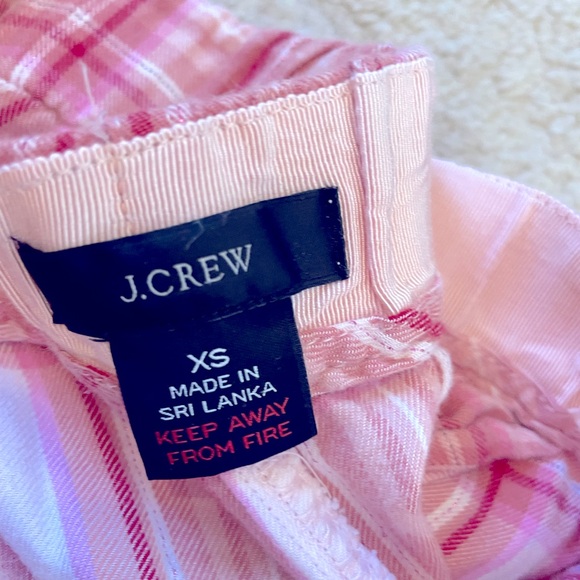 J.CREW
XS
MADE IN
SRI LANKA
KEEP AWAY
FROM FIRE